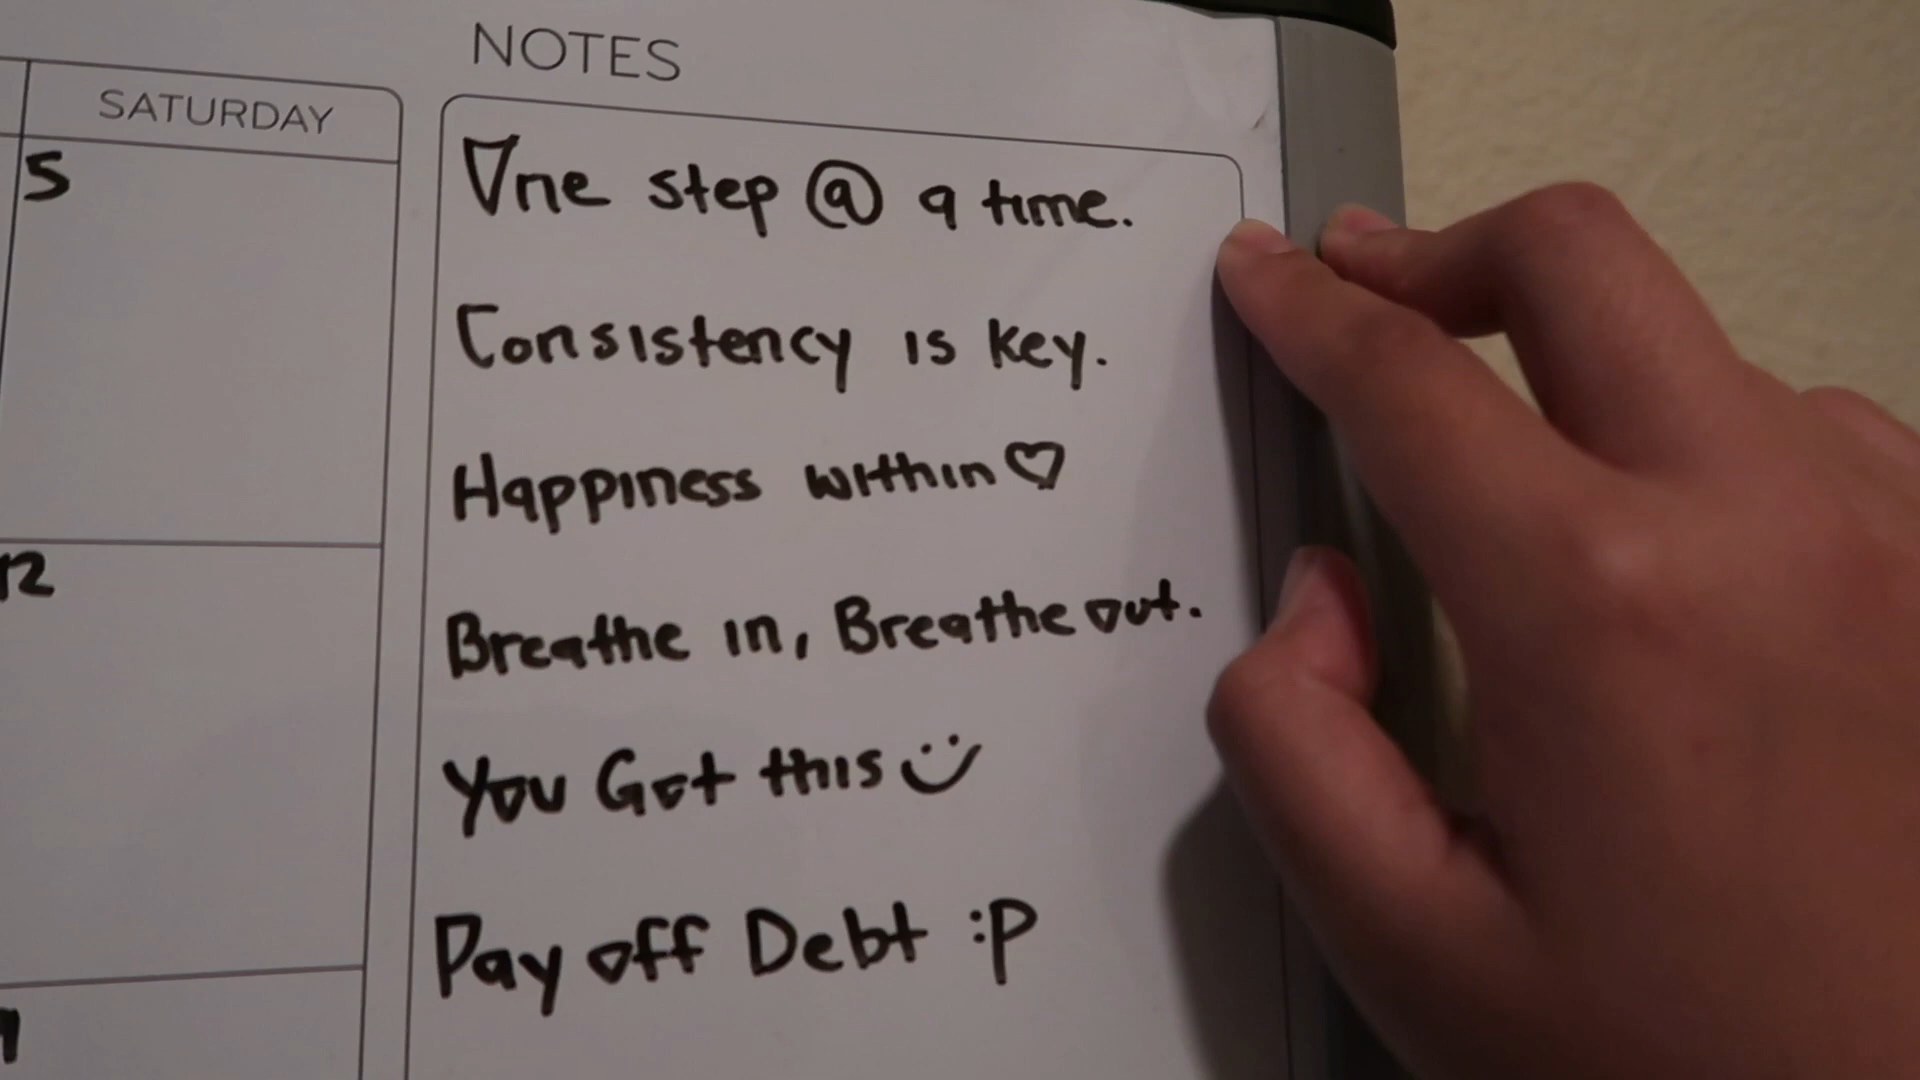 NOTES
SATURDAY
5
One step @ a time.
Consistency is key.
Happiness within♡
12
Breathe in, Breathe out.
You Got this :)
Pay off Debt :P